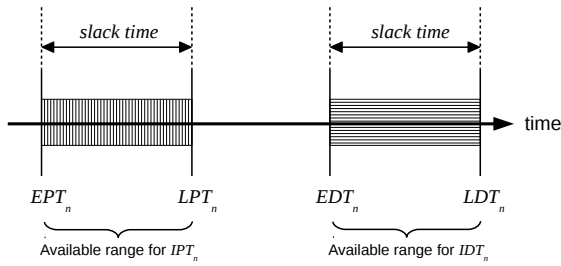 slack time slack time
time
EPTₙ LPTₙ EDTₙ LDTₙ
Available range for IPTₙ Available range for IDTₙ